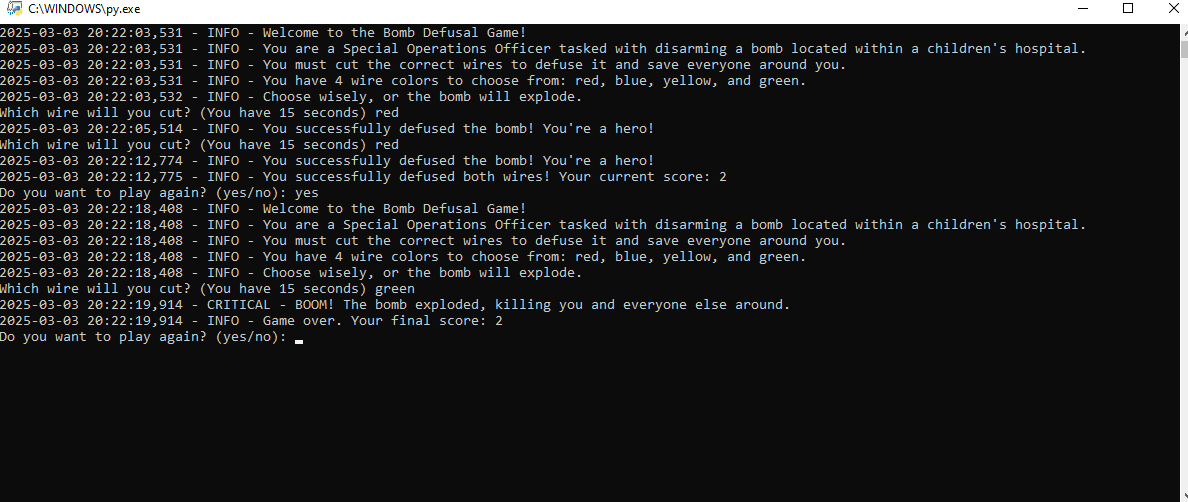 C:\WINDOWS\py.exe
2025-03-03 20:22:03,531 - INFO - Welcome to the Bomb Defusal Game!
2025-03-03 20:22:03,531 - INFO - You are a Special Operations Officer tasked with disarming a bomb located within a children's hospital.
2025-03-03 20:22:03,531 - INFO - You must cut the correct wires to defuse it and save everyone around you.
2025-03-03 20:22:03,531 - INFO - You have 4 wire colors to choose from: red, blue, yellow, and green.
2025-03-03 20:22:03,532 - INFO - Choose wisely, or the bomb will explode.
Which wire will you cut? (You have 15 seconds) red
2025-03-03 20:22:05,514 - INFO - You successfully defused the bomb! You're a hero!
Which wire will you cut? (You have 15 seconds) red
2025-03-03 20:22:12,774 - INFO - You successfully defused the bomb! You're a hero!
2025-03-03 20:22:12,775 - INFO - You successfully defused both wires! Your current score: 2
Do you want to play again? (yes/no): yes
2025-03-03 20:22:18,408 - INFO - Welcome to the Bomb Defusal Game!
2025-03-03 20:22:18,408 - INFO - You are a Special Operations Officer tasked with disarming a bomb located within a children's hospital.
2025-03-03 20:22:18,408 - INFO - You must cut the correct wires to defuse it and save everyone around you.
2025-03-03 20:22:18,408 - INFO - You have 4 wire colors to choose from: red, blue, yellow, and green.
2025-03-03 20:22:18,408 - INFO - Choose wisely, or the bomb will explode.
Which wire will you cut? (You have 15 seconds) green
2025-03-03 20:22:19,914 - CRITICAL - BOOM! The bomb exploded, killing you and everyone else around.
2025-03-03 20:22:19,914 - INFO - Game over. Your final score: 2
Do you want to play again? (yes/no):